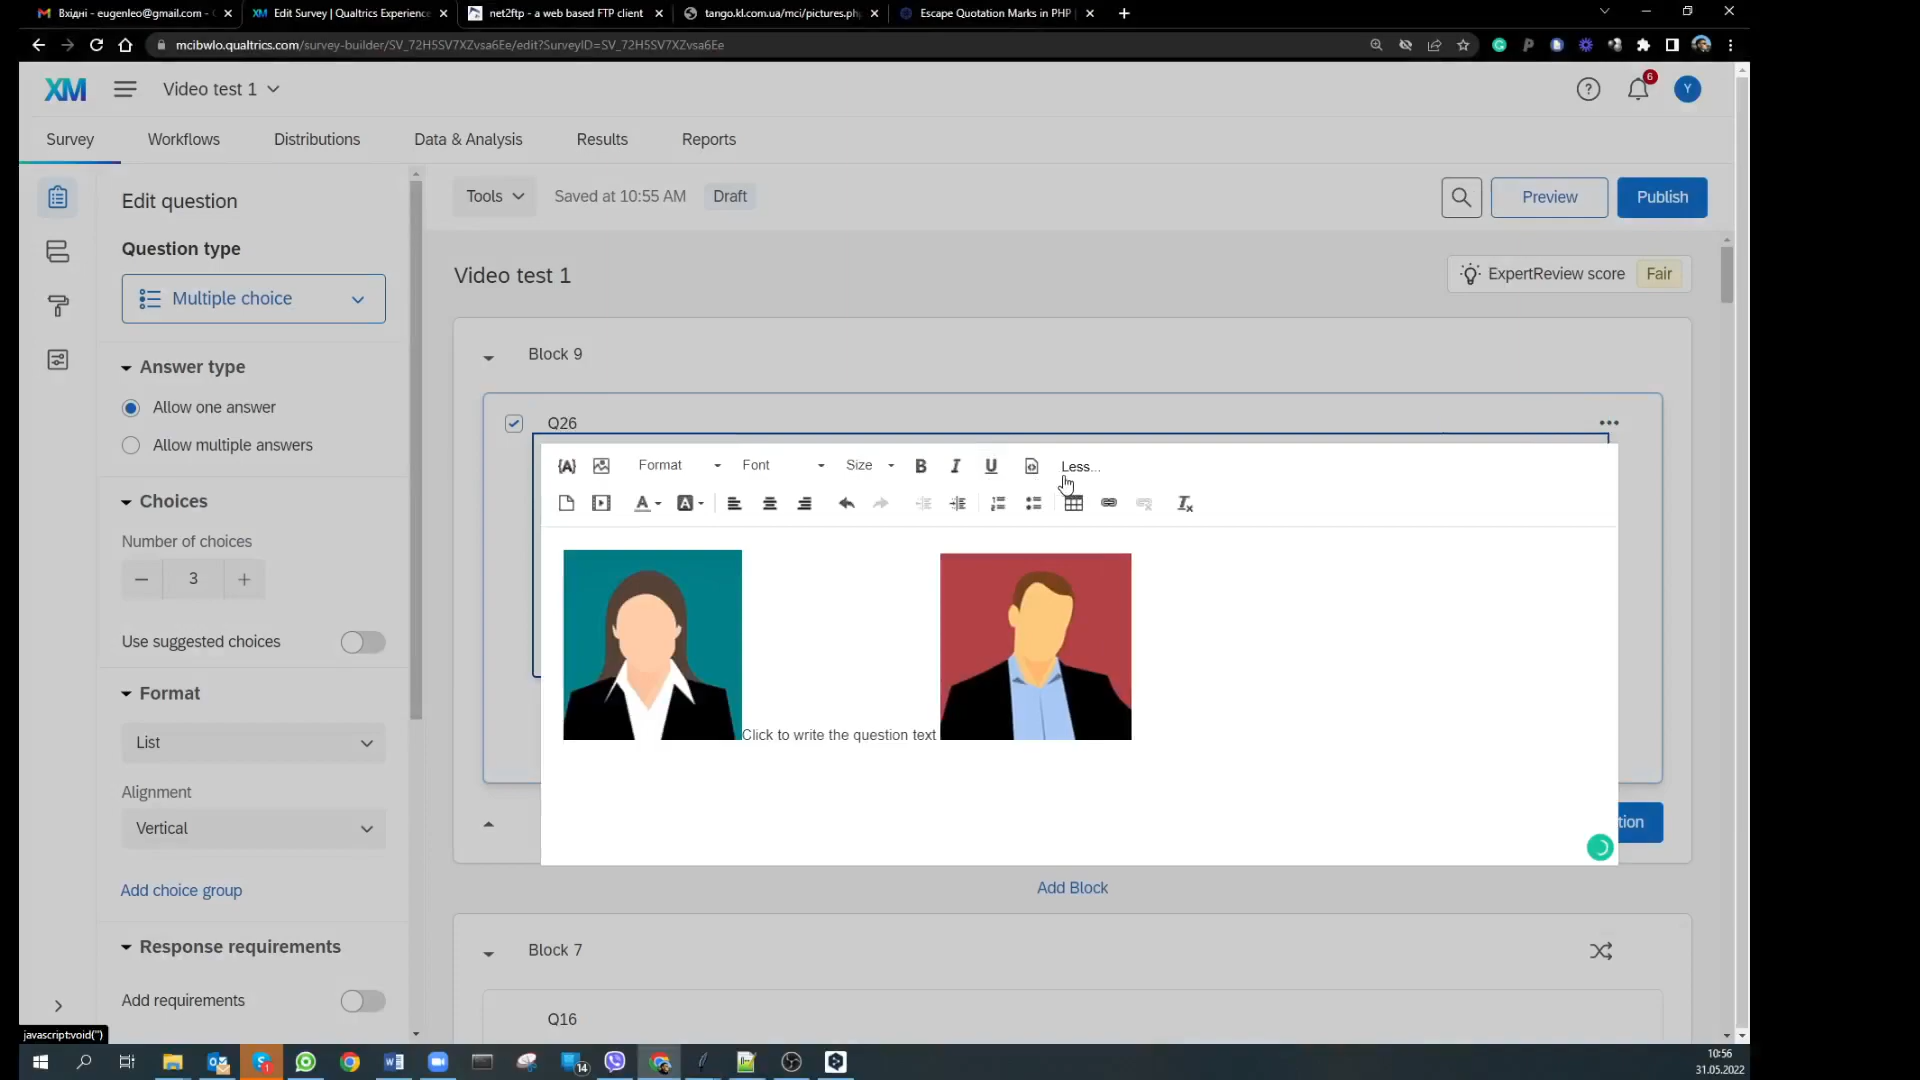 Вхідні - eugenleo@gmail.com -
Edit Survey | Qualtrics Experience
net2ftp - a web based FTP client
tango.kl.com.ua/mci/pictures.ph
Escape Quotation Marks in PHP
mcibwlo.qualtrics.com/survey-builder/SV_72H5SV7XZvsa6Ee/edit?SurveyID=SV_72H5SV7XZvsa6Ee
XM
Video test 1
6
Y
Survey
Workflows
Distributions
Data & Analysis
Results
Reports
Edit question
Tools
Saved at 10:55 AM
Draft
Preview
Publish
Question type
Multiple choice
Video test 1
ExpertReview score
Fair
Answer type
Allow one answer
Allow multiple answers
Block 9
Q26
Format
Font
Size
B
I
U
Less...
Choices
Number of choices
3
Use suggested choices
Format
List
Alignment
Vertical
Add choice group
Click to write the question text
tion
Add Block
Response requirements
Add requirements
Block 7
Q16
javascript:void('')
1
14
10:56
31.05.2022